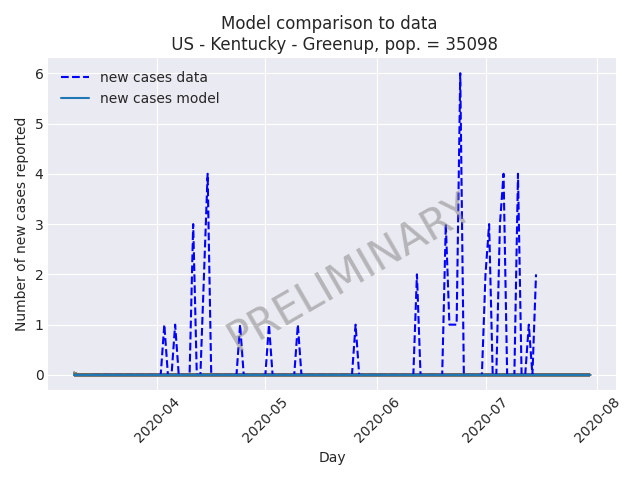 Model comparison to data
US - Kentucky - Greenup, pop. = 35098
new cases data
new cases model
Number of new cases reported
6
5
4
3
2
1
0
PRELIMINARY
2020-04
2020-05
2020-06
2020-07
2020-08
Day